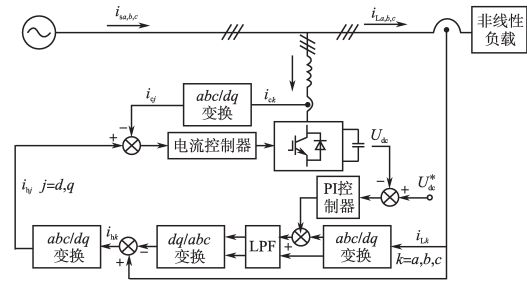 i_{sa,b,c}
i_{La,b,c}
非线性
负载
i_{cj}
abc/dq
变换
i_{ck}
−
+
电流控制器
U_{dc}
i_{hj} j=d,q
PI控
制器
−
+
U_{dc}^*
abc/dq
变换
i_{hk}
−
+
dq/abc
变换
LPF
+
abc/dq
变换
i_{Lk}
k=a,b,c